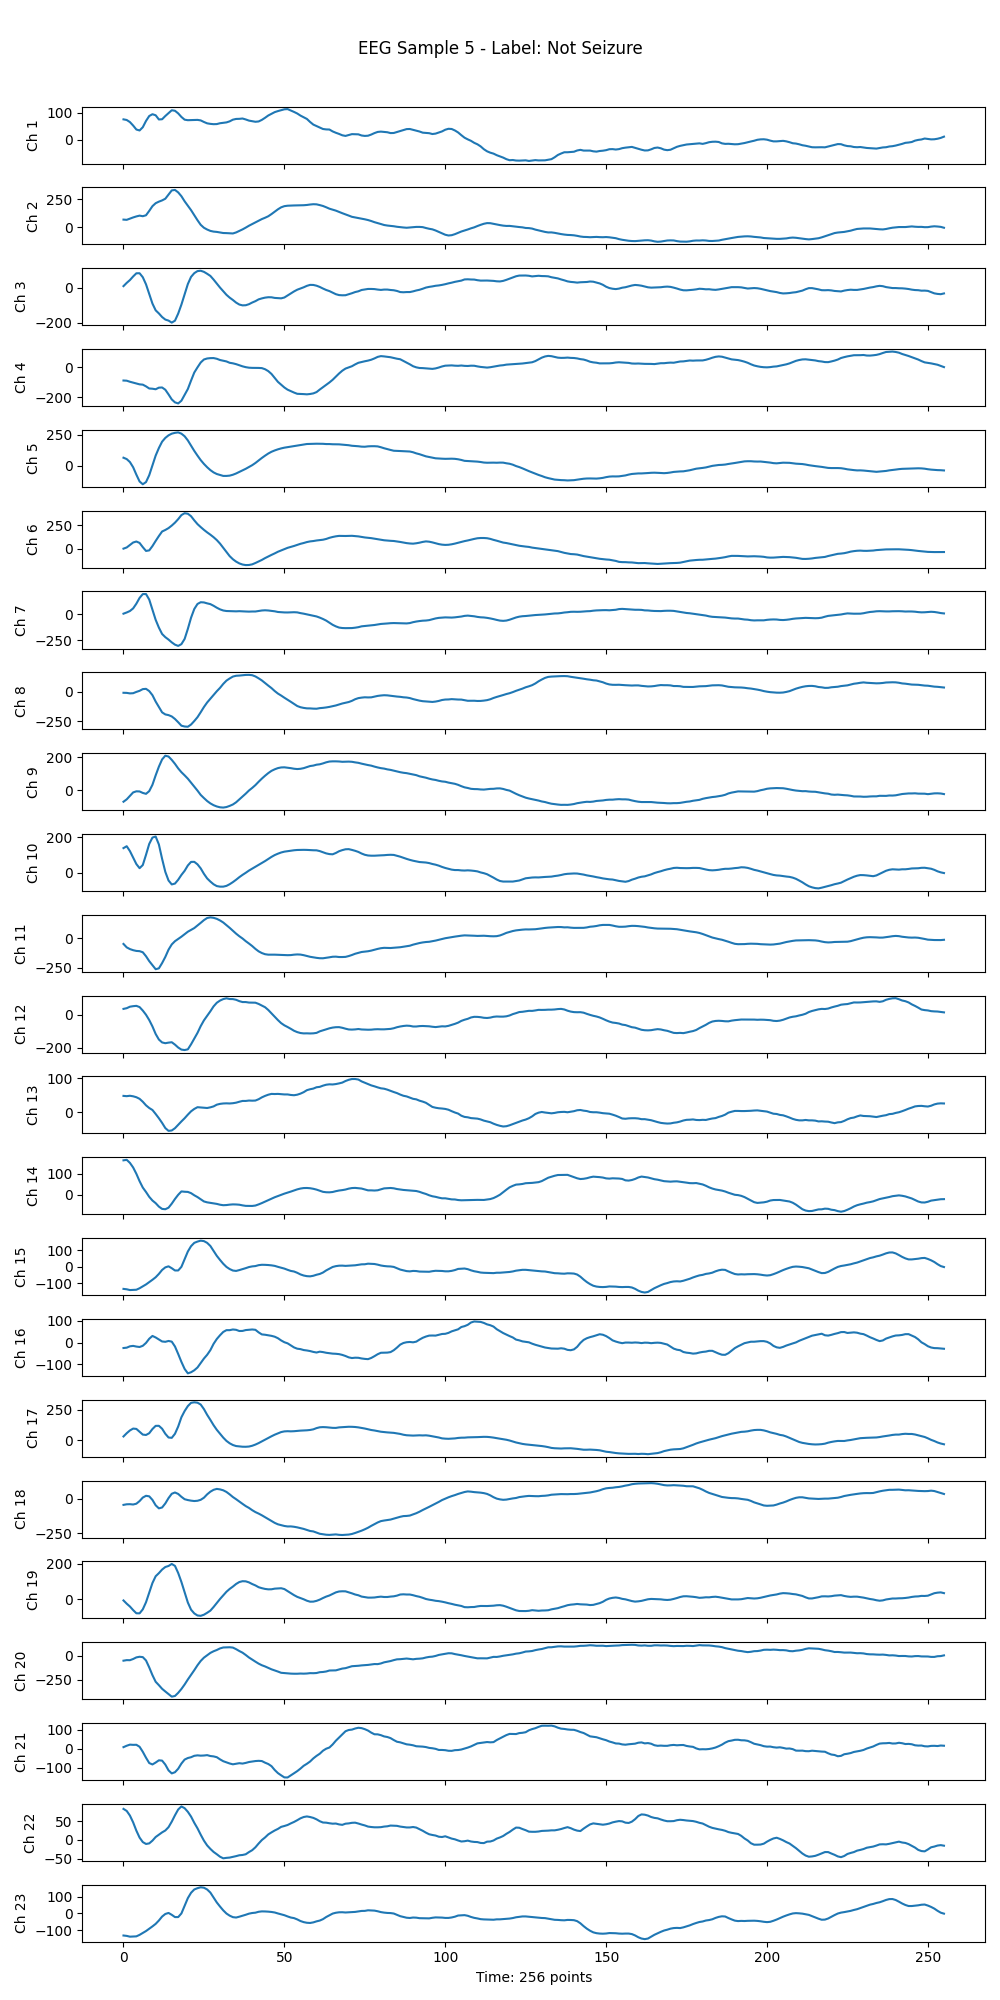 EEG Sample 5 - Label: Not Seizure
100
0
Ch 1
250
0
Ch 2
0
−200
Ch 3
0
−200
Ch 4
250
0
Ch 5
250
0
Ch 6
0
−250
Ch 7
0
−250
Ch 8
200
0
Ch 9
200
0
Ch 10
0
−250
Ch 11
0
−200
Ch 12
100
0
Ch 13
100
0
Ch 14
100
0
−100
Ch 15
100
0
−100
Ch 16
250
0
Ch 17
0
−250
Ch 18
200
0
Ch 19
0
−250
Ch 20
100
0
−100
Ch 21
50
0
−50
Ch 22
100
0
−100
Ch 23
0 50 100 150 200 250
Time: 256 points